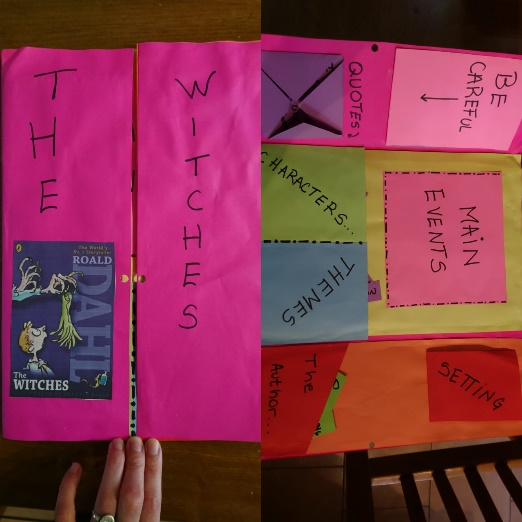 THE
WITCHES
The World's
No.1 Storyteller
ROALD
DAHL
The
WITCHES
QUOTES
BE
CAREFUL
CHARACTERS...
THEMES
MAIN
EVENTS
The
Author...
SETTING